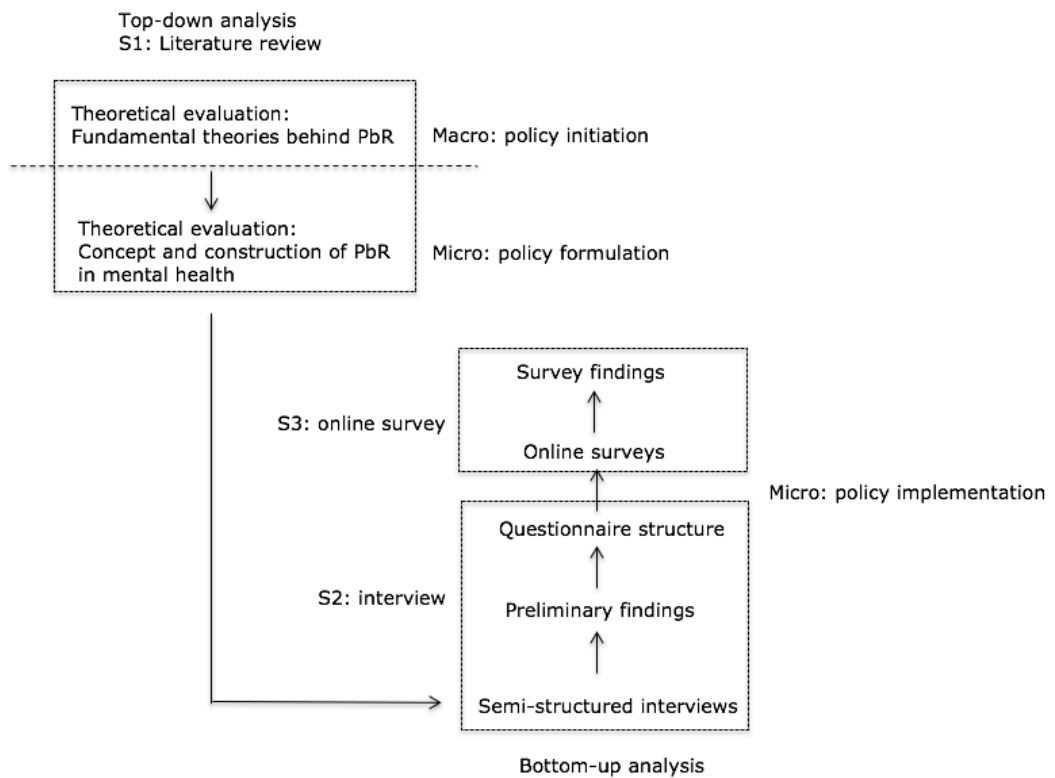 Top-down analysis
S1: Literature review
Theoretical evaluation:
Fundamental theories behind PbR
Macro: policy initiation
Theoretical evaluation:
Concept and construction of PbR
in mental health
Micro: policy formulation
Survey findings
S3: online survey
Online surveys
Micro: policy implementation
Questionnaire structure
S2: interview
Preliminary findings
Semi-structured interviews
Bottom-up analysis